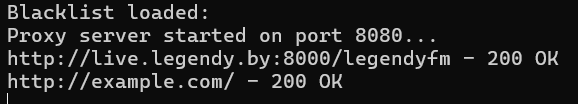 Blacklist loaded:
Proxy server started on port 8080...
http://live.legendy.by:8000/legendyfm - 200 OK
http://example.com/ - 200 OK